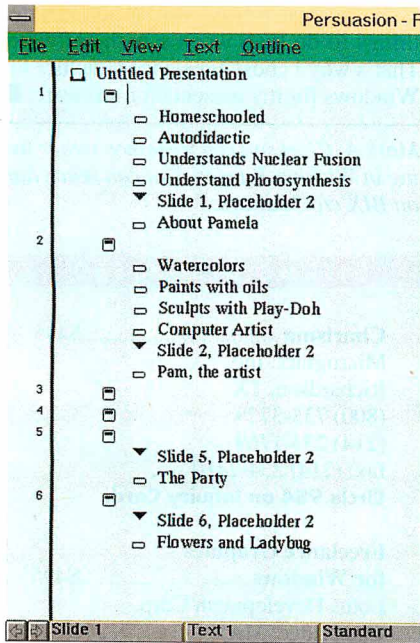 Persuasion - F
File Edit View Text Outline
Untitled Presentation
1
Homeschooled
Autodidactic
Understands Nuclear Fusion
Understand Photosynthesis
Slide 1, Placeholder 2
About Pamela
2
Watercolors
Paints with oils
Sculpts with Play-Doh
Computer Artist
Slide 2, Placeholder 2
Pam, the artist
3
4
5
Slide 5, Placeholder 2
The Party
6
Slide 6, Placeholder 2
Flowers and Ladybug
Slide 1 Text 1 Standard